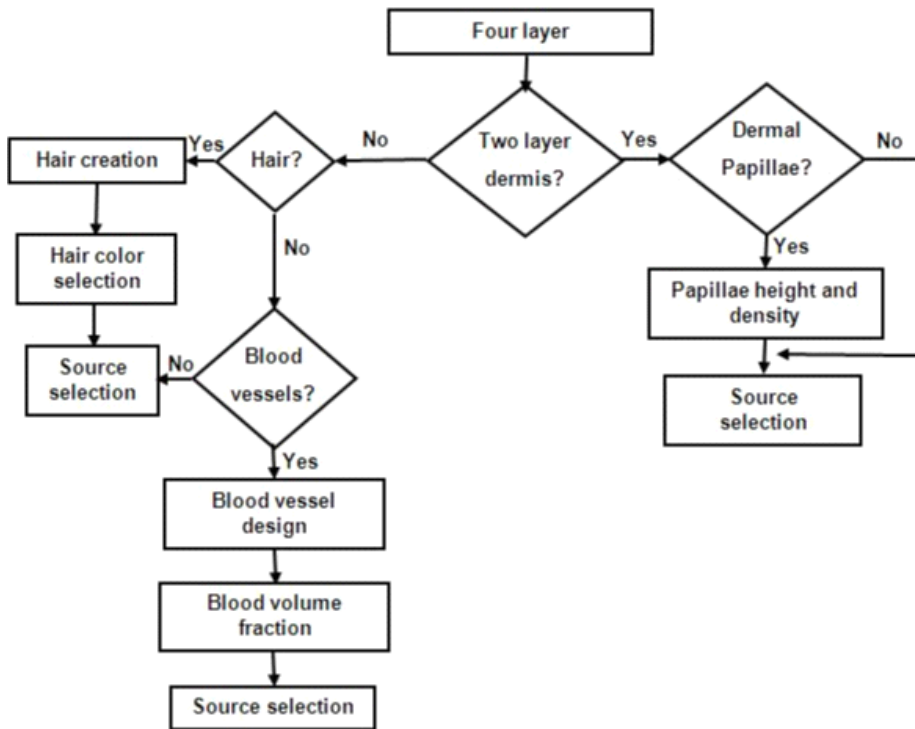 Four layer
Two layer
dermis?
No
Yes
Hair?
Yes
No
Hair creation
Hair color
selection
Source
selection
Blood
vessels?
No
Yes
Blood vessel
design
Blood volume
fraction
Source selection
Dermal
Papillae?
No
Yes
Papillae height and
density
Source
selection